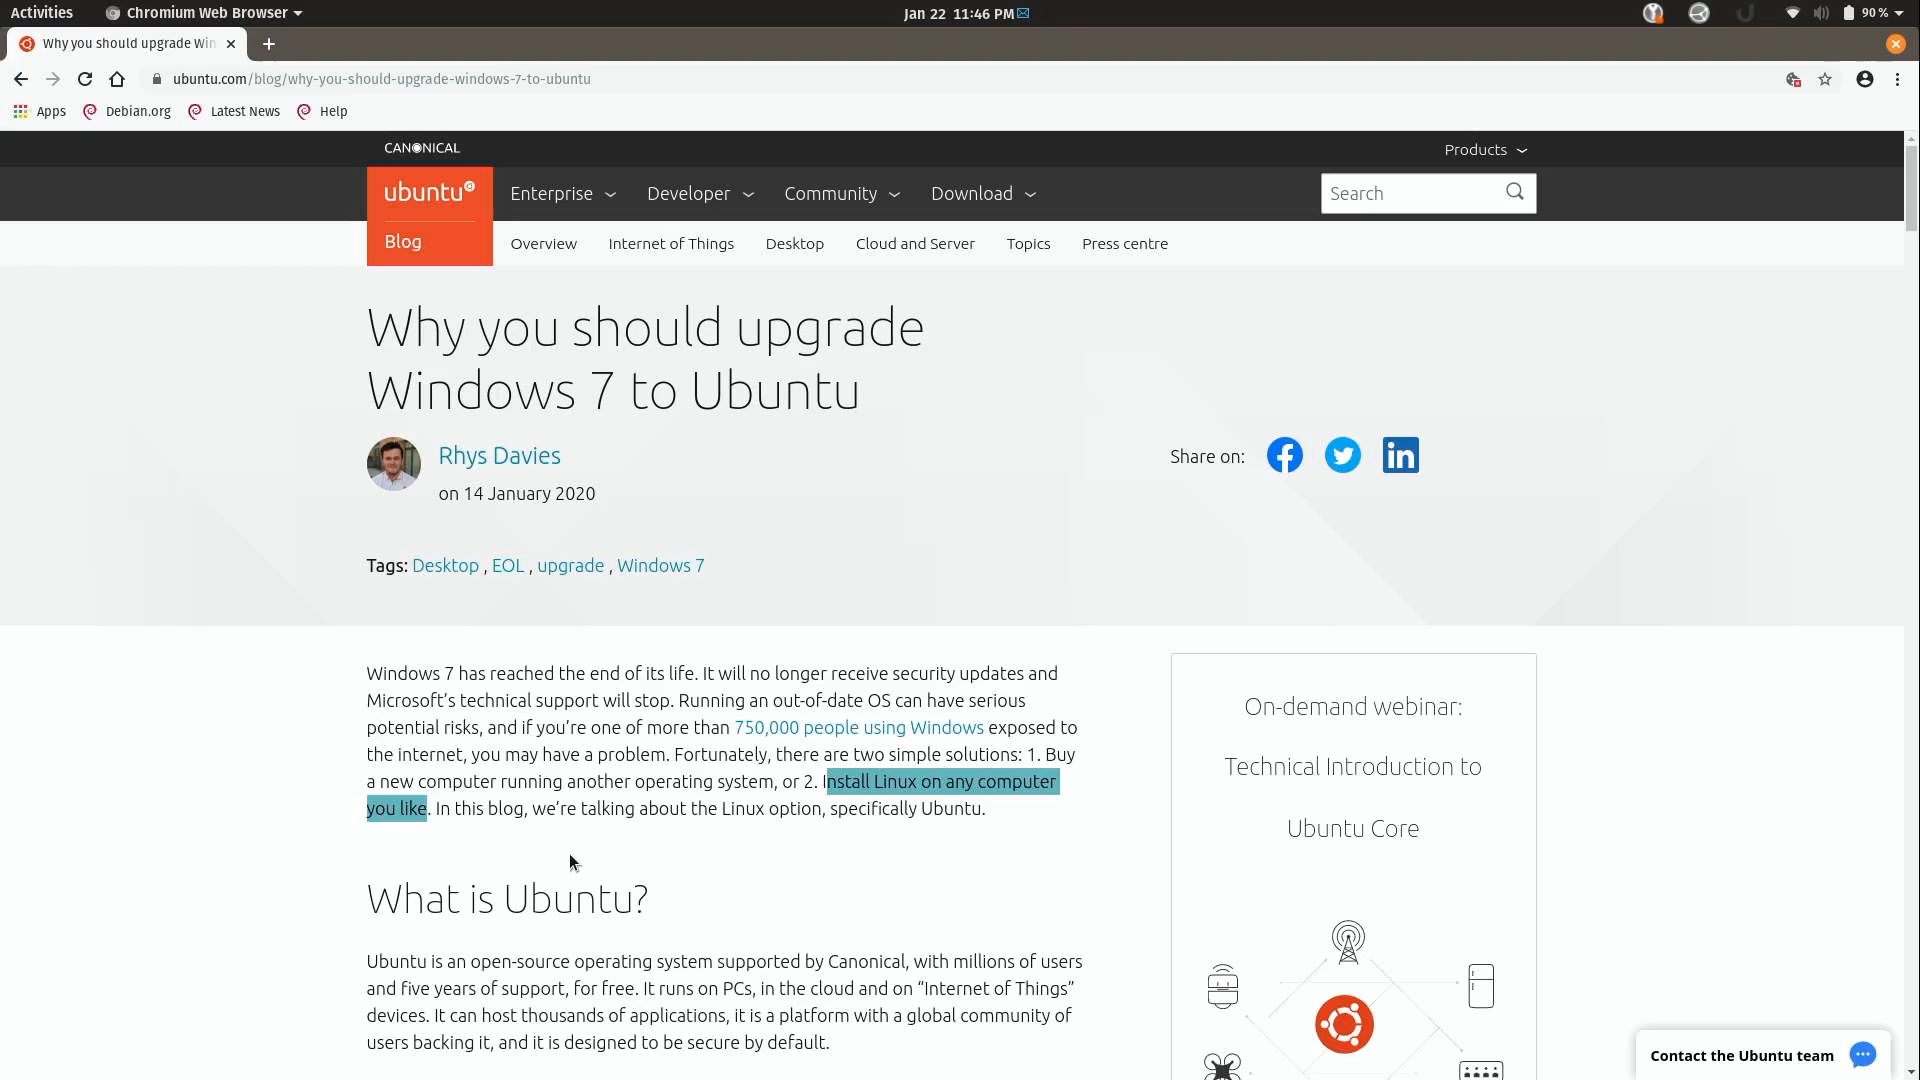 Activities
Chromium Web Browser
Jan 22 11:46 PM
90 %
Why you should upgrade Win
ubuntu.com/blog/why-you-should-upgrade-windows-7-to-ubuntu
Apps
Debian.org
Latest News
Help
CANONICAL
Products
ubuntu
Enterprise
Developer
Community
Download
Search
Blog
Overview
Internet of Things
Desktop
Cloud and Server
Topics
Press centre
Why you should upgrade
Windows 7 to Ubuntu
Rhys Davies
on 14 January 2020
Share on:
Tags: Desktop , EOL , upgrade , Windows 7
Windows 7 has reached the end of its life. It will no longer receive security updates and
Microsoft’s technical support will stop. Running an out-of-date OS can have serious
potential risks, and if you’re one of more than 750,000 people using Windows exposed to
the internet, you may have a problem. Fortunately, there are two simple solutions: 1. Buy
a new computer running another operating system, or 2. Install Linux on any computer
you like. In this blog, we’re talking about the Linux option, specifically Ubuntu.
What is Ubuntu?
Ubuntu is an open-source operating system supported by Canonical, with millions of users
and five years of support, for free. It runs on PCs, in the cloud and on “Internet of Things”
devices. It can host thousands of applications, it is a platform with a global community of
users backing it, and it is designed to be secure by default.
On-demand webinar:
Technical Introduction to
Ubuntu Core
Contact the Ubuntu team